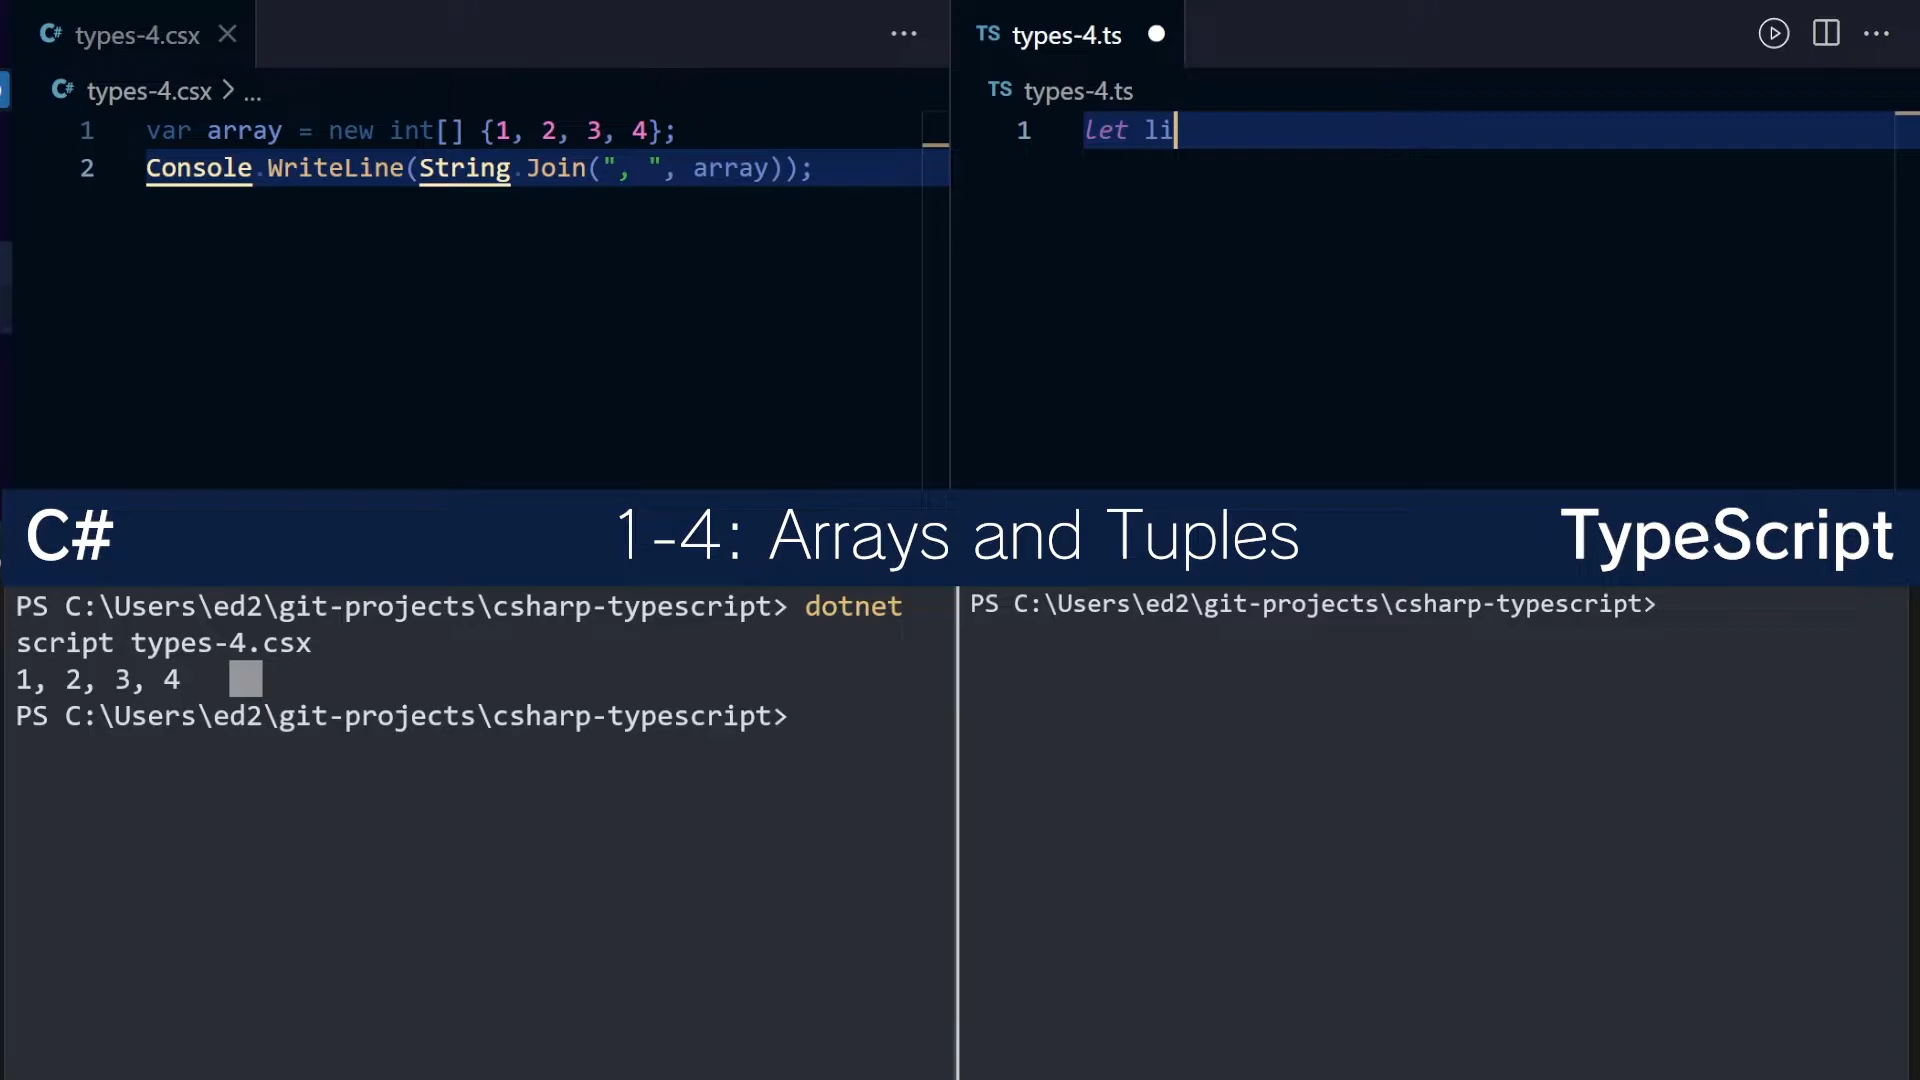 C# types-4.csx
C# types-4.csx > ...
1 var array = new int[] {1, 2, 3, 4};
2 Console.WriteLine(String.Join(", ", array));
TS types-4.ts
TS types-4.ts
1 let li
C#
1-4: Arrays and Tuples
TypeScript
PS C:\Users\ed2\git-projects\csharp-typescript> dotnet
script types-4.csx
1, 2, 3, 4
PS C:\Users\ed2\git-projects\csharp-typescript>
PS C:\Users\ed2\git-projects\csharp-typescript>